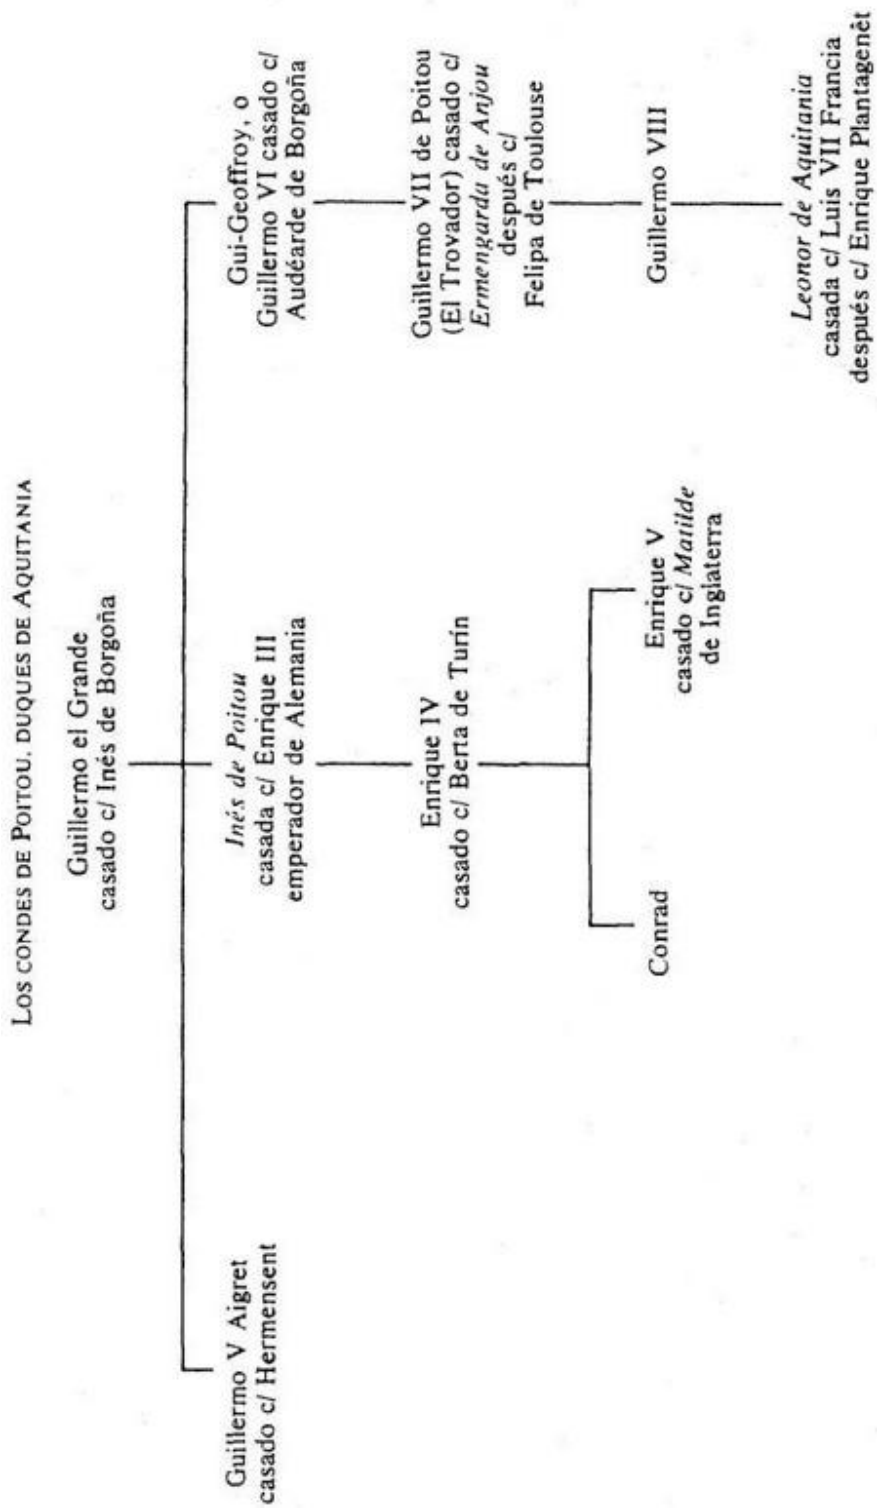 LOS CONDES DE POITOU, DUQUES DE AQUITANIA
Guillermo el Grande
casado c/ Inés de Borgoña
Guillermo V Aigret
casado c/ Hermensent
Inés de Poitou
casada c/ Enrique III
emperador de Alemania
Gui-Geoffroy, o
Guillermo VI casado c/
Audéarde de Borgoña
Enrique IV
casado c/ Berta de Turín
Guillermo VII de Poitou
(El Trovador) casado c/
Ermengarda de Anjou
después c/
Felipa de Toulouse
Conrad
Enrique V
casado c/ Matilde
de Inglaterra
Guillermo VIII
Leonor de Aquitania
casada c/ Luis VII Francia
después c/ Enrique Plantagenêt